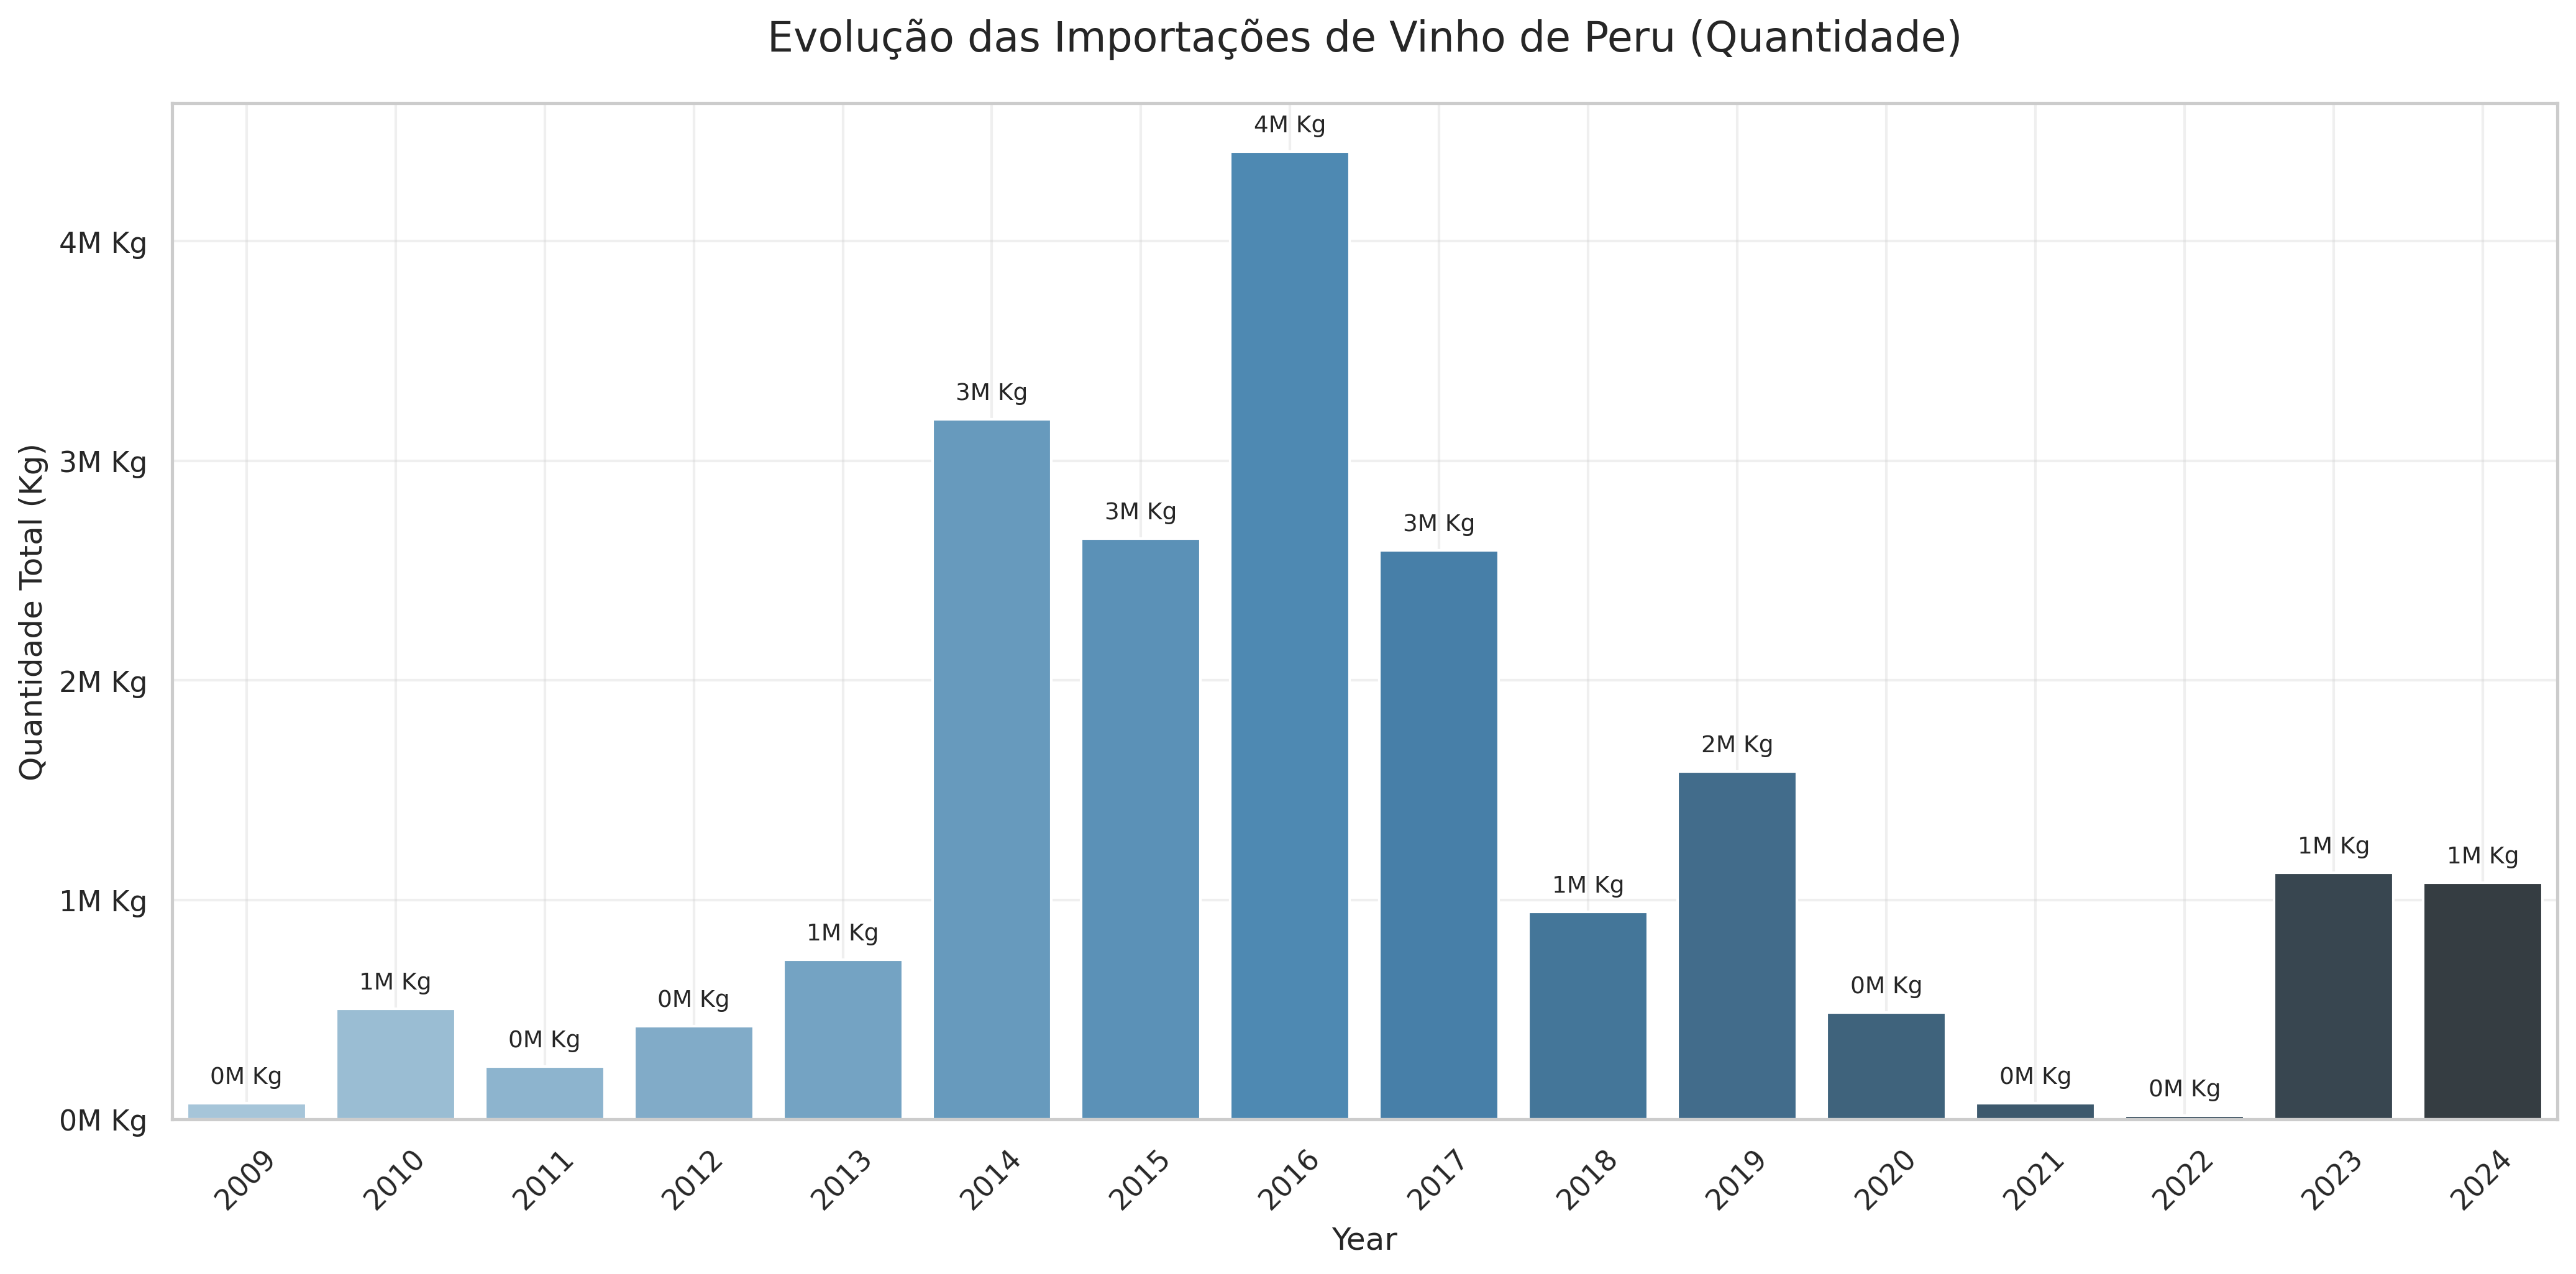 Evolução das Importações de Vinho de Peru (Quantidade)
Quantidade Total (Kg)
4M Kg
3M Kg
2M Kg
1M Kg
0M Kg
0M Kg
1M Kg
0M Kg
0M Kg
1M Kg
3M Kg
3M Kg
4M Kg
3M Kg
1M Kg
2M Kg
0M Kg
0M Kg
0M Kg
1M Kg
1M Kg
2009
2010
2011
2012
2013
2014
2015
2016
2017
2018
2019
2020
2021
2022
2023
2024
Year